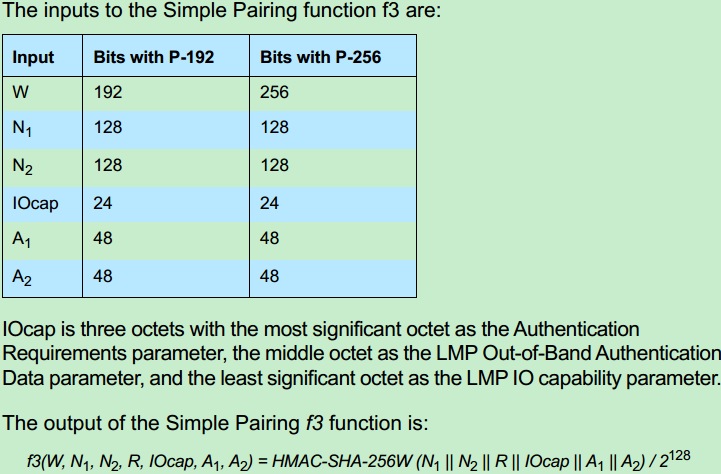 The inputs to the Simple Pairing function f3 are:
Input Bits with P-192 Bits with P-256
W 192 256
N1 128 128
N2 128 128
IOcap 24 24
A1 48 48
A2 48 48
IOcap is three octets with the most significant octet as the Authentication
Requirements parameter, the middle octet as the LMP Out-of-Band Authentication
Data parameter, and the least significant octet as the LMP IO capability parameter.
The output of the Simple Pairing f3 function is:
f3(W, N1, N2, R, IOcap, A1, A2) = HMAC-SHA-256W (N1 || N2 || R || IOcap || A1 || A2) / 2^128